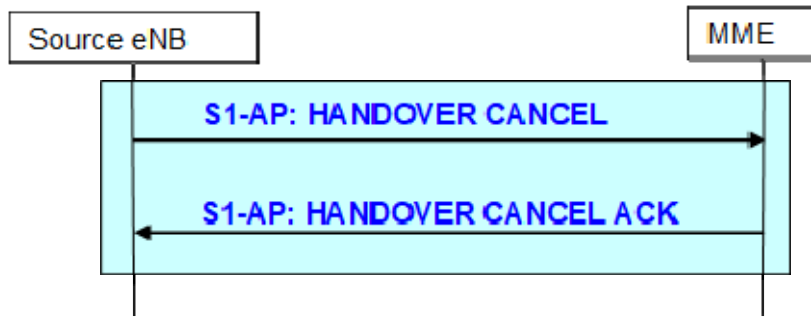 Source eNB
MME
S1-AP: HANDOVER CANCEL
S1-AP: HANDOVER CANCEL ACK